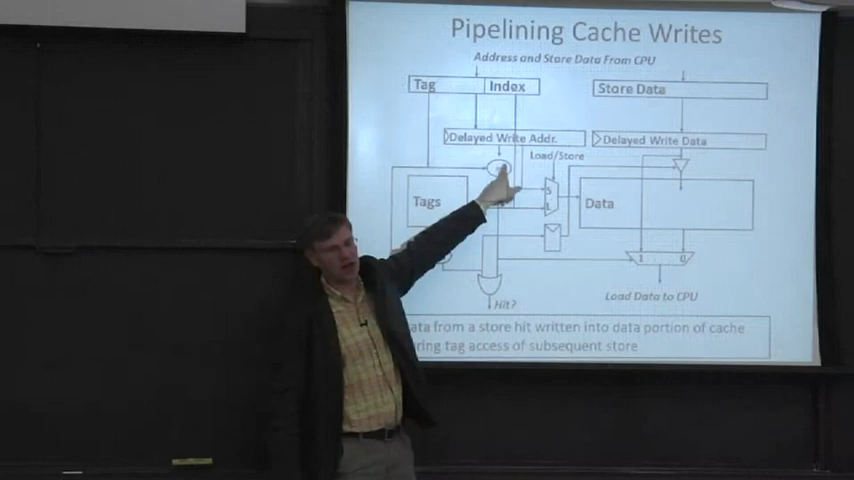 Pipelining Cache Writes
Address and Store Data From CPU
Tag Index Store Data
Delayed Write Addr. Delayed Write Data
Load/Store
S
L
Tags
Data
1 0
Hit?
Load Data to CPU
ata from a store hit written into data portion of cache
ring tag access of subsequent store